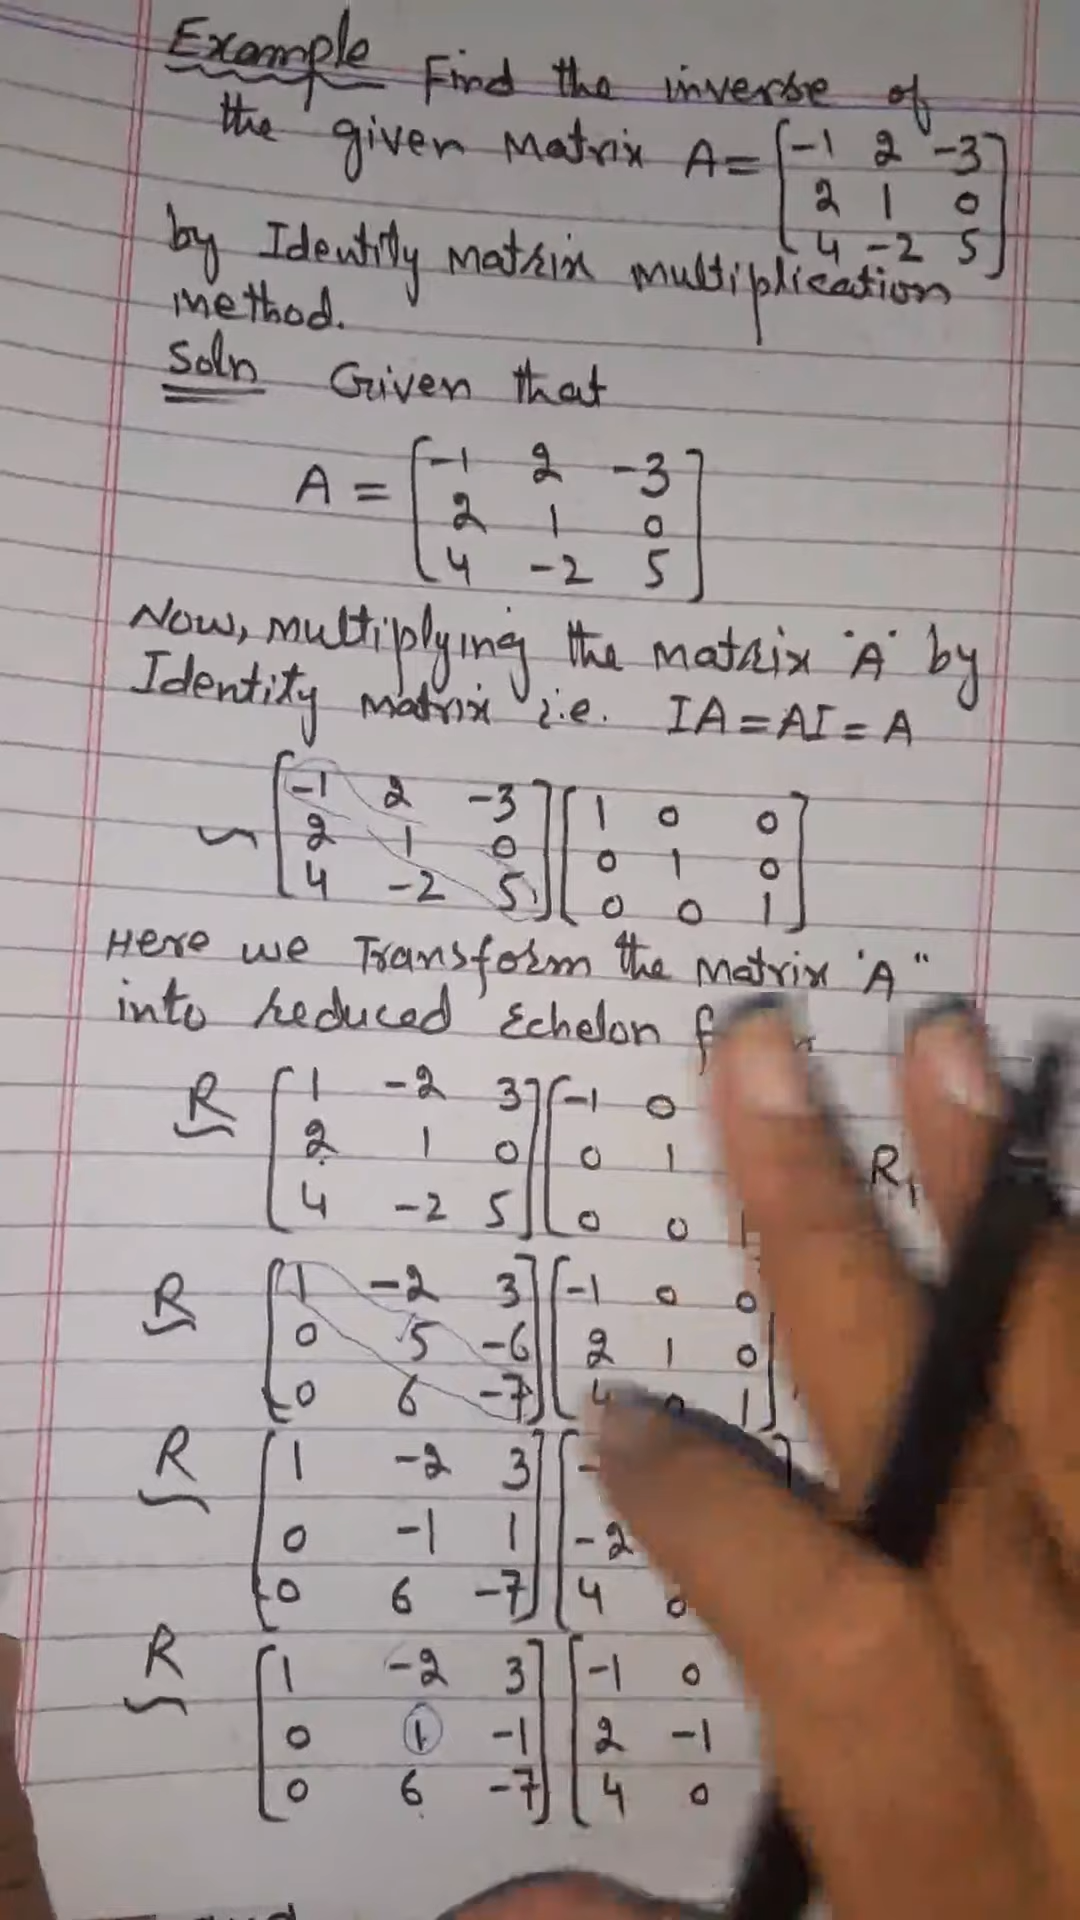 Example Find the inverse of
the given Matrix A = [-1 2 -3
2 1 0
4 -2 5]
by Identity matrix multiplication
method.
Soln Given that
A = [-1 2 -3
2 1 0
4 -2 5]
Now, multiplying the matrix "A" by
Identity matrix i.e. IA = AI = A
~ [-1 2 -3] [1 0 0]
[2 1 0] [0 1 0]
[4 -2 5] [0 0 1]
Here we Transform the matrix "A"
into reduced Echelon
R ~ [1 -2 3] [-1 0
[2 1 0] [0 1 R₁
[4 -2 5] [0 0 1
R ~ [1 -2 3] [-1 0 0]
[0 5 -6] [2 1 0]
[0 6 -7] [4 0 1]
R ~ [1 -2 3] [-
[0 -1 1] [-2
[0 6 -7] [4 0
R ~ [1 -2 3] [-1 0
[0 1 -1] [2 -1
[0 6 -7] [4 0